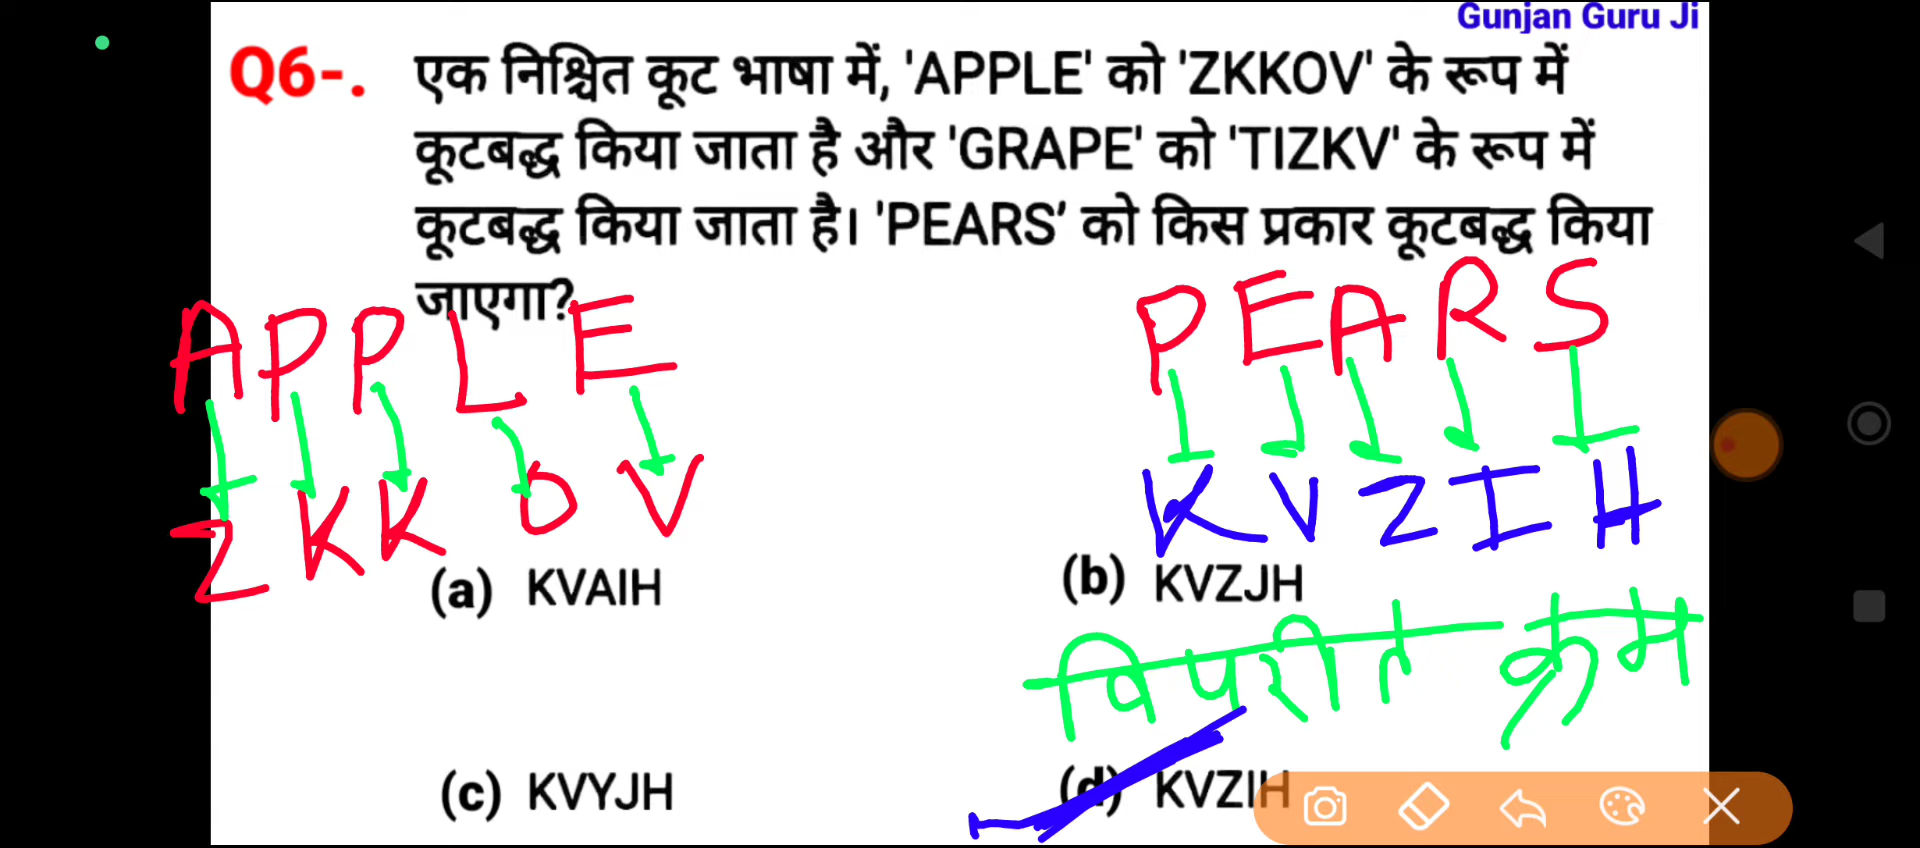 Gunjan Guru Ji
Q6-. एक निश्चित कूट भाषा में, 'APPLE' को 'ZKKOV' के रूप में
कूटबद्ध किया जाता है और 'GRAPE' को 'TIZKV' के रूप में
कूटबद्ध किया जाता है। 'PEARS’ को किस प्रकार कूटबद्ध किया
जाएगा?
APPLE PEARS
ZKKOV KVZIH
(a) KVAIH (b) KVZJH
विपरीत क्रम
(c) KVYJH (d) KVZIH